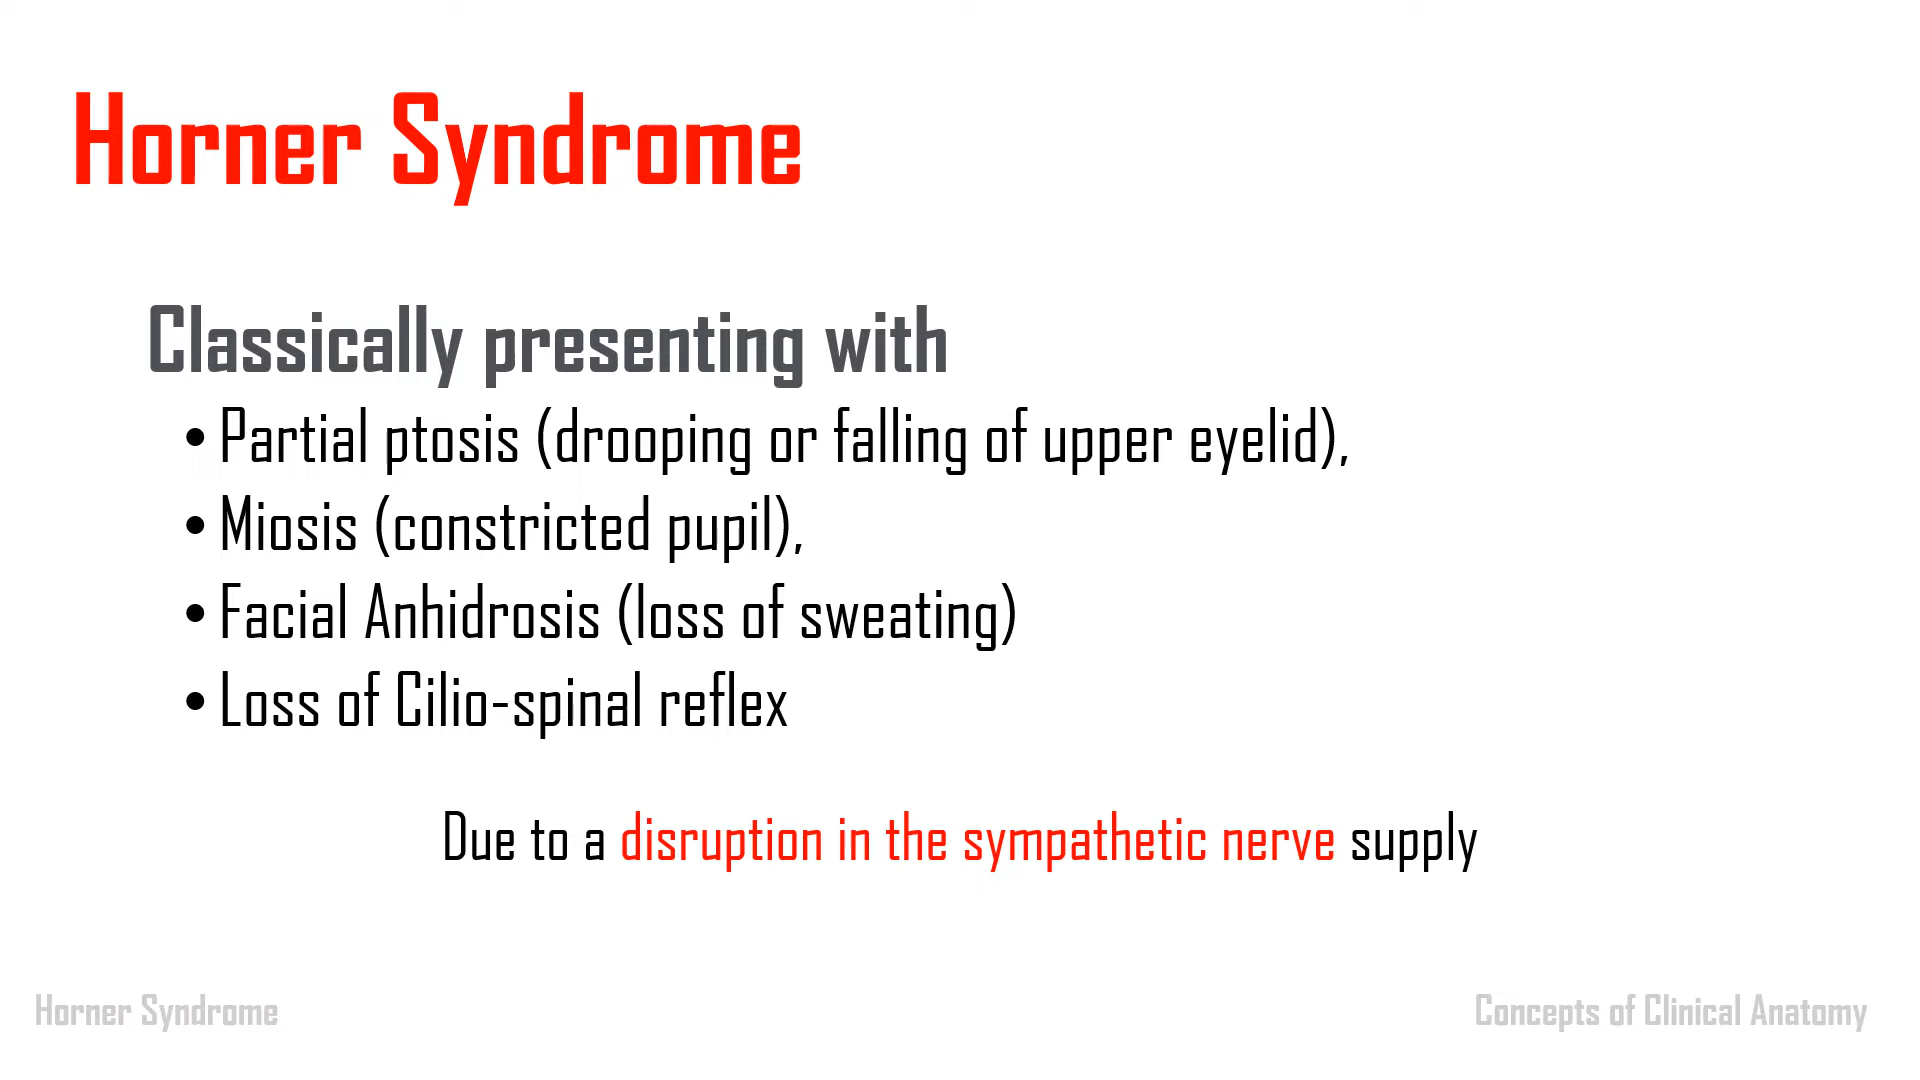 Horner Syndrome
Classically presenting with
• Partial ptosis (drooping or falling of upper eyelid),
• Miosis (constricted pupil),
• Facial Anhidrosis (loss of sweating)
• Loss of Cilio-spinal reflex
Due to a disruption in the sympathetic nerve supply
Horner Syndrome
Concepts of Clinical Anatomy